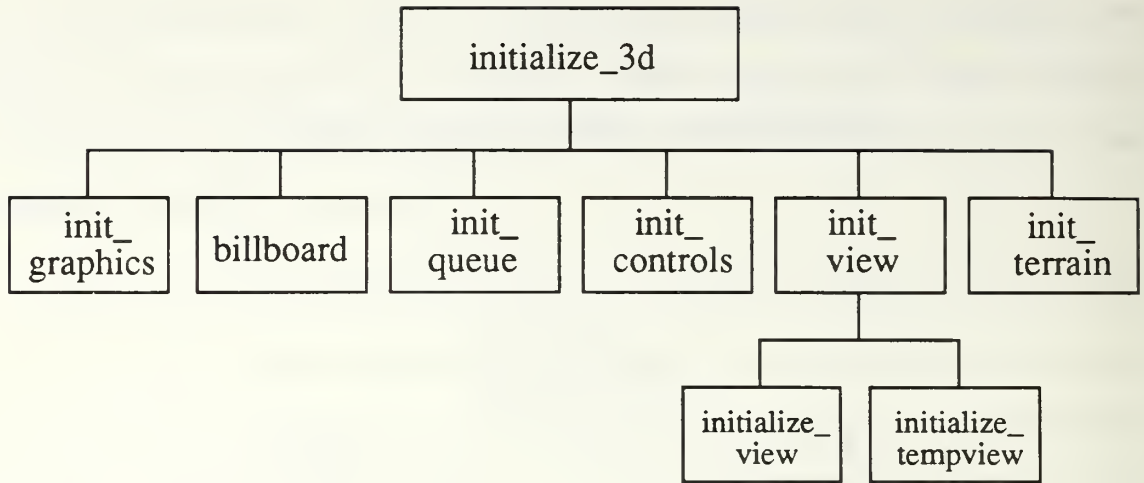 initialize_3d
init_
graphics
billboard
init_
queue
init_
controls
init_
view
init_
terrain
initialize_
view
initialize_
tempview